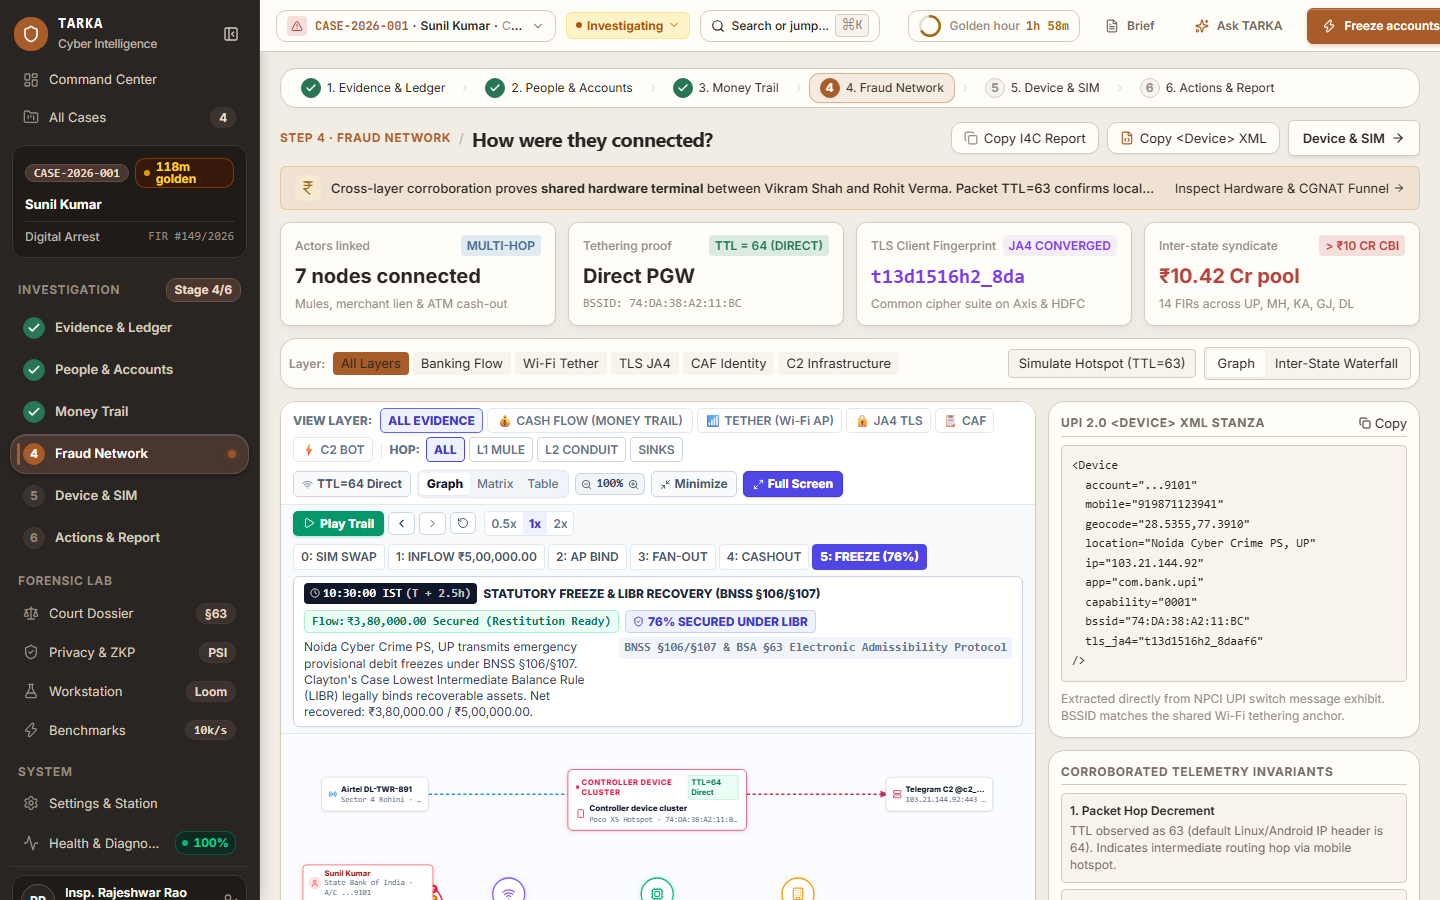 TARKA
Cyber Intelligence
Command Center
All Cases
4
CASE-2026-001
118m golden
Sunil Kumar
Digital Arrest
FIR #149/2026
INVESTIGATION
Stage 4/6
Evidence & Ledger
People & Accounts
Money Trail
4
Fraud Network
5
Device & SIM
6
Actions & Report
FORENSIC LAB
Court Dossier
§63
Privacy & ZKP
PSI
Workstation
Loom
Benchmarks
10k/s
SYSTEM
Settings & Station
Health & Diagno...
100%
Insp. Rajeshwar Rao
CASE-2026-001 · Sunil Kumar · C...
Investigating
Search or jump...
⌘K
Golden hour 1h 58m
Brief
Ask TARKA
Freeze accounts
1. Evidence & Ledger
2. People & Accounts
3. Money Trail
4
4. Fraud Network
5
5. Device & SIM
6
6. Actions & Report
STEP 4 · FRAUD NETWORK / How were they connected?
Copy I4C Report
Copy <Device> XML
Device & SIM →
₹
Cross-layer corroboration proves shared hardware terminal between Vikram Shah and Rohit Verma. Packet TTL=63 confirms local...
Inspect Hardware & CGNAT Funnel →
Actors linked
MULTI-HOP
7 nodes connected
Mules, merchant lien & ATM cash-out
Tethering proof
TTL = 64 (DIRECT)
Direct PGW
BSSID: 74:DA:38:A2:11:BC
TLS Client Fingerprint
JA4 CONVERGED
t13d1516h2_8da
Common cipher suite on Axis & HDFC
Inter-state syndicate
> ₹10 CR CBI
₹10.42 Cr pool
14 FIRs across UP, MH, KA, GJ, DL
Layer:
All Layers
Banking Flow
Wi-Fi Tether
TLS JA4
CAF Identity
C2 Infrastructure
Simulate Hotspot (TTL=63)
Graph
Inter-State Waterfall
VIEW LAYER:
ALL EVIDENCE
CASH FLOW (MONEY TRAIL)
TETHER (Wi-Fi AP)
JA4 TLS
CAF
C2 BOT
HOP:
ALL
L1 MULE
L2 CONDUIT
SINKS
TTL=64 Direct
Graph
Matrix
Table
100%
Minimize
Full Screen
Play Trail
0.5x
1x
2x
0: SIM SWAP
1: INFLOW ₹5,00,000.00
2: AP BIND
3: FAN-OUT
4: CASHOUT
5: FREEZE (76%)
10:30:00 IST (T + 2.5h)
STATUTORY FREEZE & LIBR RECOVERY (BNSS §106/§107)
Flow: ₹3,80,000.00 Secured (Restitution Ready)
76% SECURED UNDER LIBR
Noida Cyber Crime PS, UP transmits emergency
provisional debit freezes under BNSS §106/§107.
Clayton's Case Lowest Intermediate Balance Rule
(LIBR) legally binds recoverable assets. Net
recovered: ₹3,80,000.00 / ₹5,00,000.00.
BNSS §106/§107 & BSA §63 Electronic Admissibility Protocol
Airtel DL-TWR-891
Sector 4 Rohini · ...
CONTROLLER DEVICE CLUSTER
TTL=64 Direct
Controller device cluster
Poco X5 Hotspot · 74:DA:38:A2:11:B...
Telegram C2 @c2_...
103.21.144.92:443 ...
Sunil Kumar
State Bank of India ·
A/C ...9101
UPI 2.0 <DEVICE> XML STANZA
Copy
<Device
account="...9101"
mobile="919871123941"
geocode="28.5355,77.3910"
location="Noida Cyber Crime PS, UP"
ip="103.21.144.92"
app="com.bank.upi"
capability="0001"
bssid="74:DA:38:A2:11:BC"
tls_ja4="t13d1516h2_8daaf6"
/>
Extracted directly from NPCI UPI switch message exhibit.
BSSID matches the shared Wi-Fi tethering anchor.
CORROBORATED TELEMETRY INVARIANTS
1. Packet Hop Decrement
TTL observed as 63 (default Linux/Android IP header is
64). Indicates intermediate routing hop via mobile
hotspot.